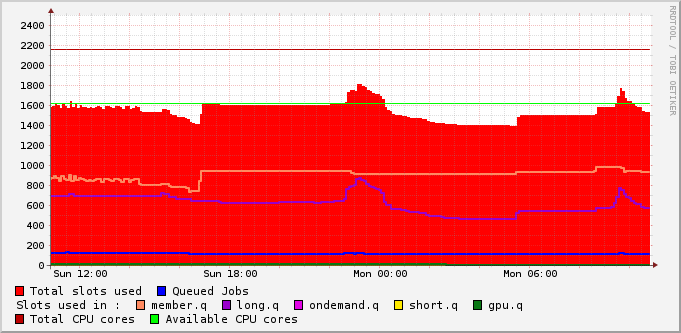 RRDTOOL / TOBI OETIKER
2400
2200
2000
1800
1600
1400
1200
1000
800
600
400
200
0
Sun 12:00 Sun 18:00 Mon 00:00 Mon 06:00
Total slots used Queued Jobs
Slots used in : member.q long.q ondemand.q short.q gpu.q
Total CPU cores Available CPU cores